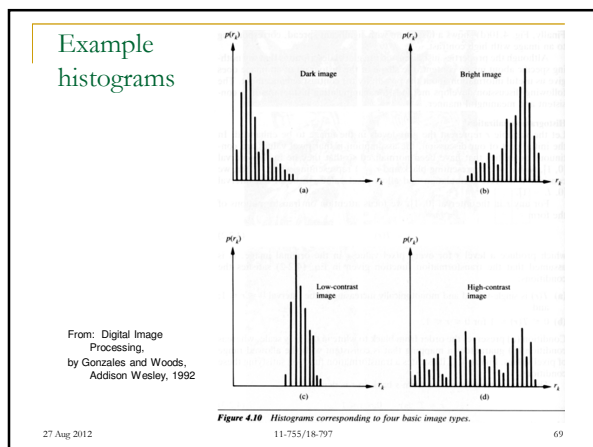 Example
histograms
p(r_k)
Dark image
r_k
(a)
p(r_k)
Bright image
r_k
(b)
p(r_k)
Low-contrast
image
r_k
(c)
p(r_k)
High-contrast
image
r_k
(d)
Figure 4.10 Histograms corresponding to four basic image types.
From: Digital Image
Processing,
by Gonzales and Woods,
Addison Wesley, 1992
27 Aug 2012
11-755/18-797
69